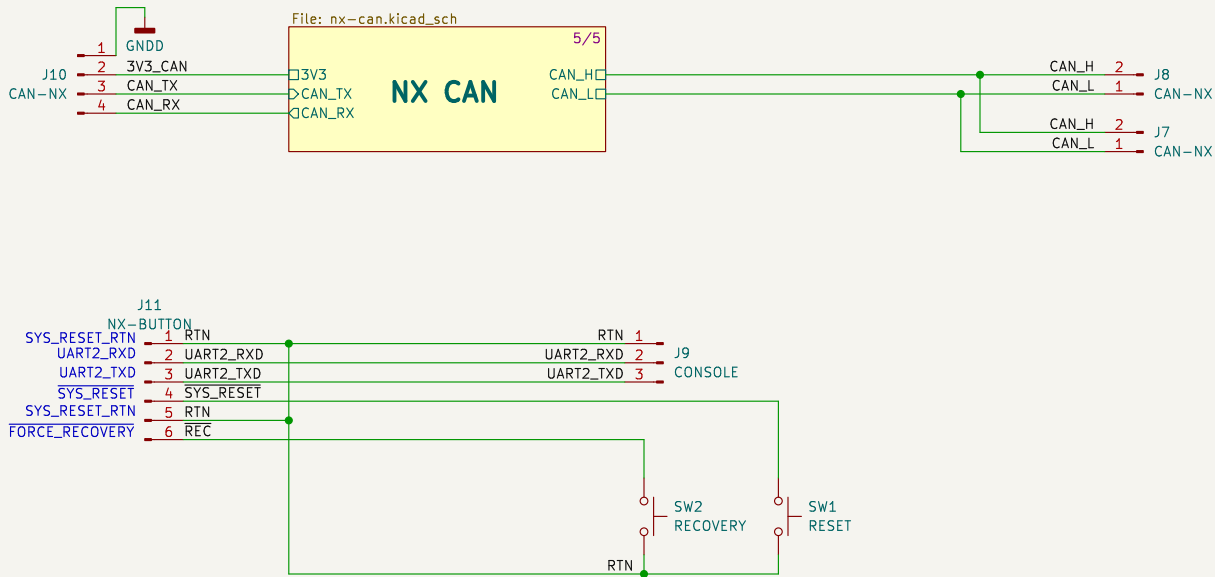 File: nx-can.kicad_sch
5/5
GNDD
1
J10
CAN-NX
2 3V3_CAN
3 CAN_TX
4 CAN_RX
3V3
CAN_TX
CAN_RX
NX CAN
CAN_H
CAN_L
CAN_H 2
CAN_L 1
J8
CAN-NX
CAN_H 2
CAN_L 1
J7
CAN-NX
J11
NX-BUTTON
SYS_RESET_RTN 1 RTN
UART2_RXD 2 UART2_RXD
UART2_TXD 3 UART2_TXD
SYS_RESET 4 SYS_RESET
SYS_RESET_RTN 5 RTN
FORCE_RECOVERY 6 REC
RTN 1
UART2_RXD 2
UART2_TXD 3
J9
CONSOLE
SW2
RECOVERY
SW1
RESET
RTN